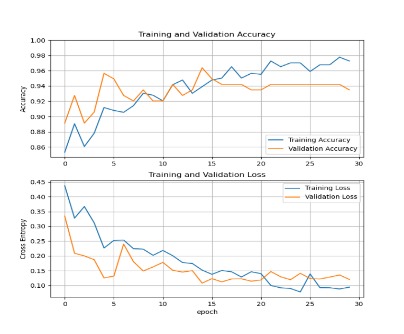 Training and Validation Accuracy
1.00
0.98
0.96
0.94
0.92
0.90
0.88
0.86
Accuracy
Training Accuracy
Validation Accuracy
0 5 10 15 20 25 30
Training and Validation Loss
0.45
0.40
0.35
0.30
0.25
0.20
0.15
0.10
Cross Entropy
Training Loss
Validation Loss
0 5 10 15 20 25 30
epoch